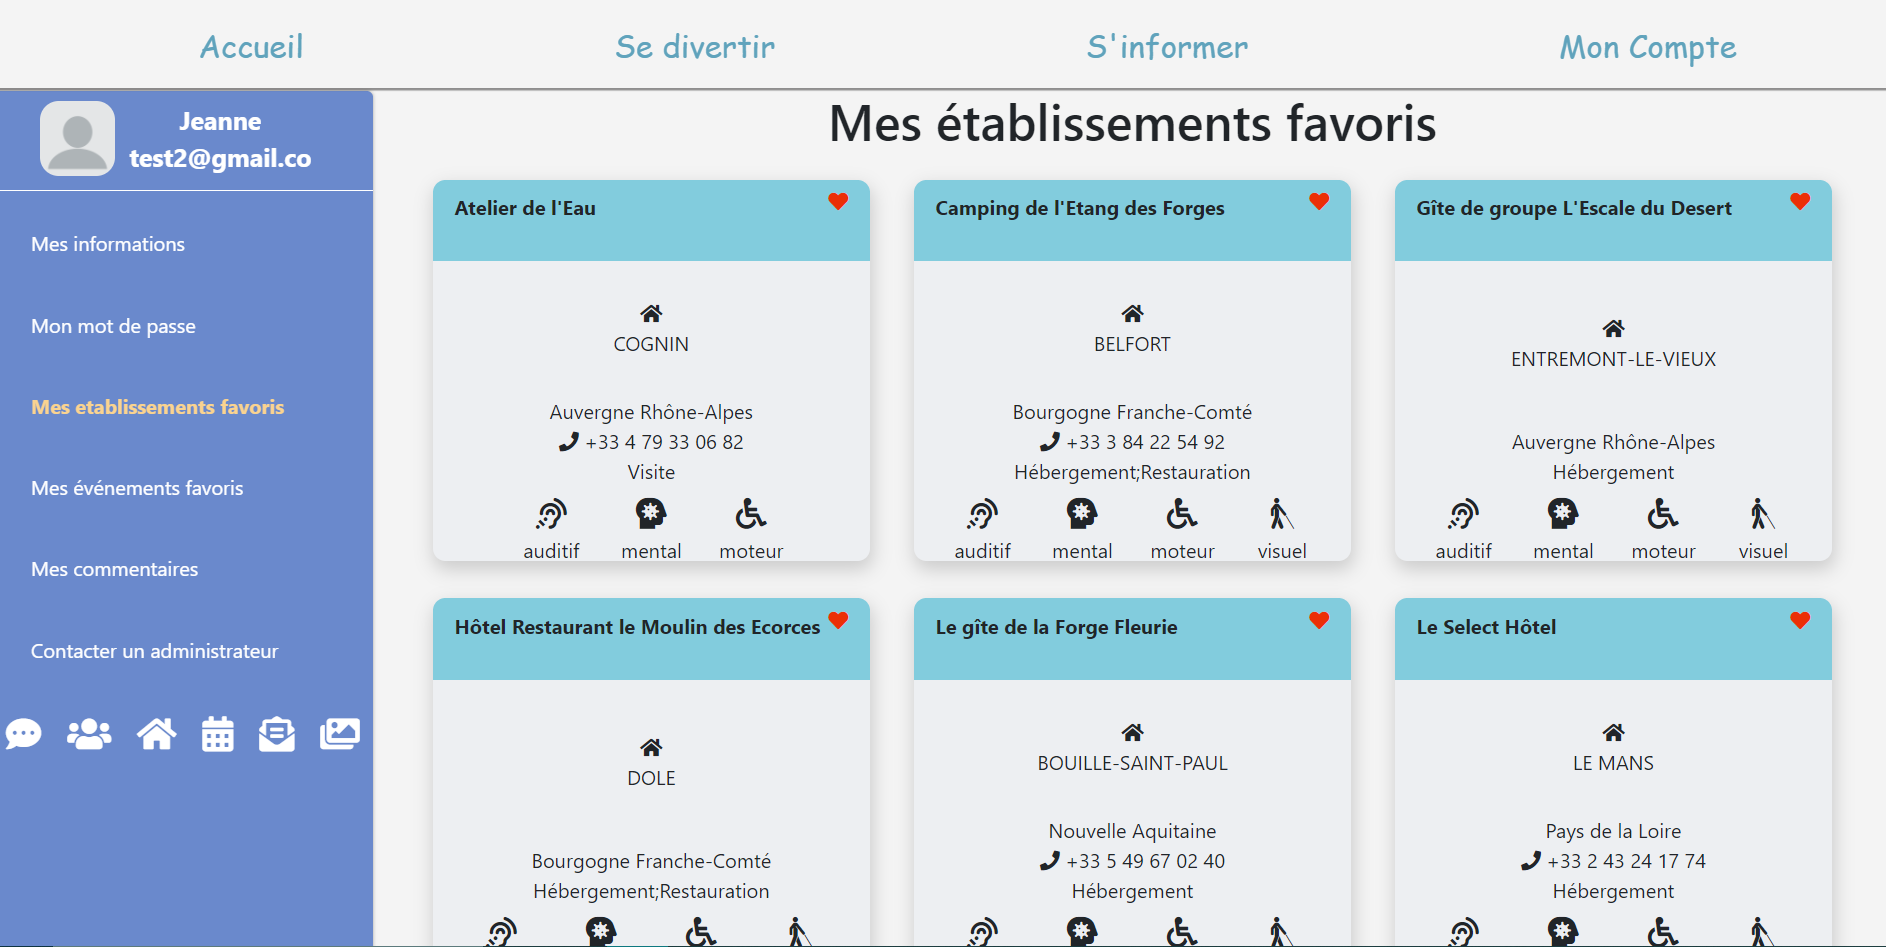 Accueil
Se divertir
S'informer
Mon Compte
Jeanne
test2@gmail.co
Mes informations
Mon mot de passe
Mes etablissements favoris
Mes événements favoris
Mes commentaires
Contacter un administrateur
Mes établissements favoris
Atelier de l'Eau
COGNIN
Auvergne Rhône-Alpes
+33 4 79 33 06 82
Visite
auditif
mental
moteur
Camping de l'Etang des Forges
BELFORT
Bourgogne Franche-Comté
+33 3 84 22 54 92
Hébergement;Restauration
auditif
mental
moteur
visuel
Gîte de groupe L'Escale du Desert
ENTREMONT-LE-VIEUX
Auvergne Rhône-Alpes
Hébergement
auditif
mental
moteur
visuel
Hôtel Restaurant le Moulin des Ecorces
DOLE
Bourgogne Franche-Comté
Hébergement;Restauration
Le gîte de la Forge Fleurie
BOUILLE-SAINT-PAUL
Nouvelle Aquitaine
+33 5 49 67 02 40
Hébergement
Le Select Hôtel
LE MANS
Pays de la Loire
+33 2 43 24 17 74
Hébergement